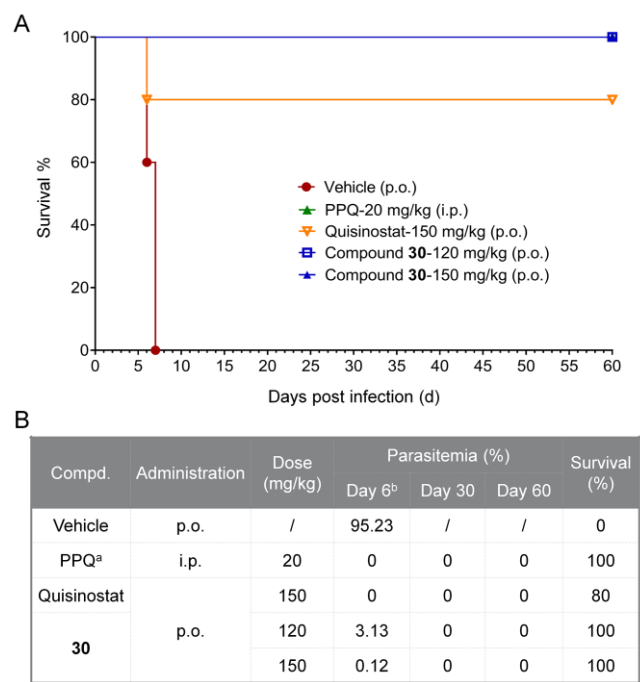 A
100
80
60
40
20
0
Survival %
Vehicle (p.o.)
PPQ-20 mg/kg (i.p.)
Quisinostat-150 mg/kg (p.o.)
Compound 30-120 mg/kg (p.o.)
Compound 30-150 mg/kg (p.o.)
0 5 10 15 20 25 30 35 40 45 50 55 60
Days post infection (d)
B
Compd. Administration Dose (mg/kg) Parasitemia (%) Survival (%)
Day 6ᵇ Day 30 Day 60
Vehicle p.o. / 95.23 / / 0
PPQᵃ i.p. 20 0 0 0 100
Quisinostat p.o. 150 0 0 0 80
30 120 3.13 0 0 100
150 0.12 0 0 100